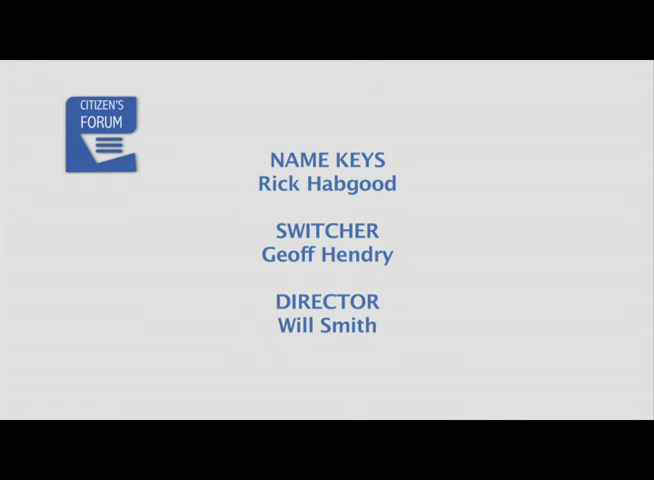 CITIZEN'S
FORUM
NAME KEYS
Rick Habgood
SWITCHER
Geoff Hendry
DIRECTOR
Will Smith